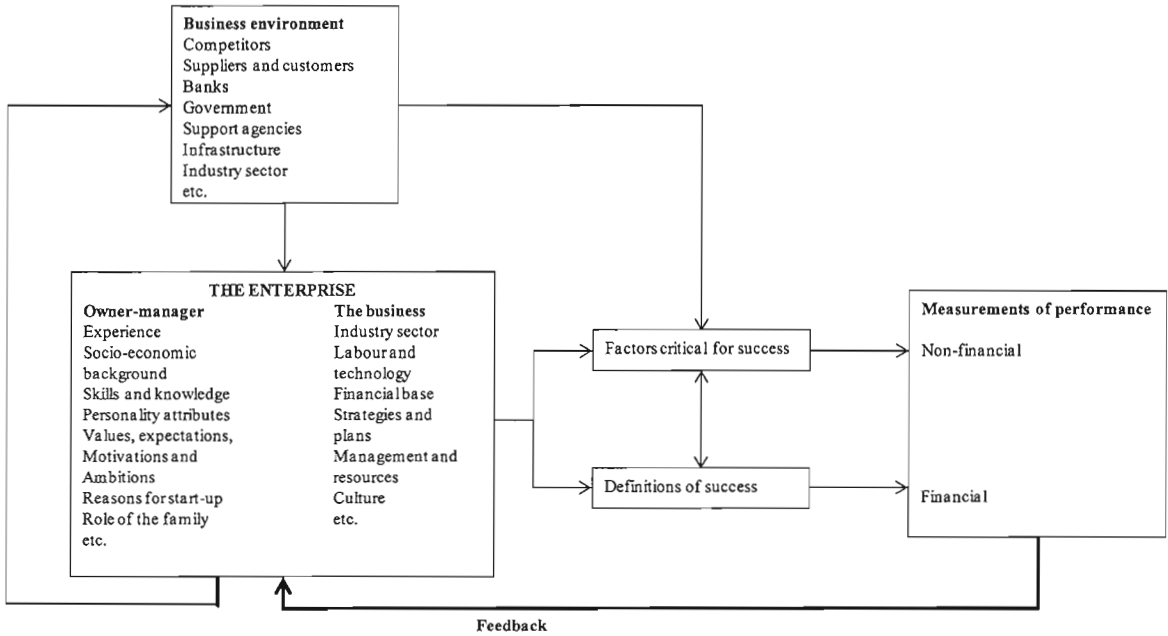 Business environment
Competitors
Suppliers and customers
Banks
Government
Support agencies
Infrastructure
Industry sector
etc.
THE ENTERPRISE
Owner-manager
Experience
Socio-economic
background
Skills and knowledge
Personality attributes
Values, expectations,
Motivations and
Ambitions
Reasons for start-up
Role of the family
etc.
The business
Industry sector
Labour and
technology
Financial base
Strategies and
plans
Management and
resources
Culture
etc.
Factors critical for success
Definitions of success
Measurements of performance
Non-financial
Financial
Feedback